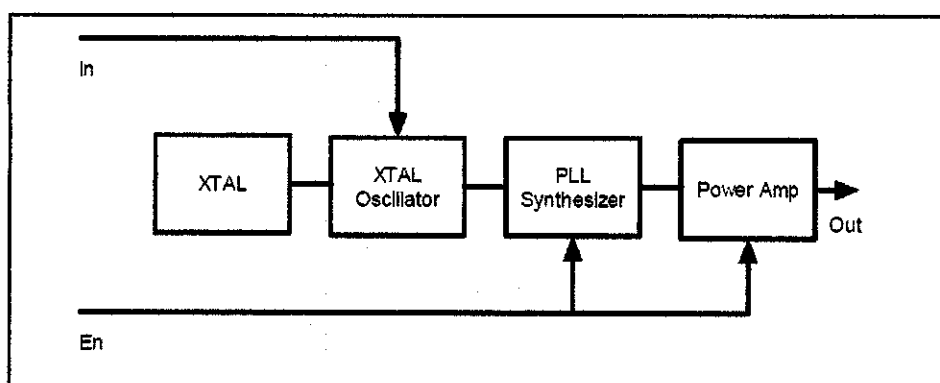 In
XTAL
XTAL
Oscillator
PLL
Synthesizer
Power Amp
Out
En